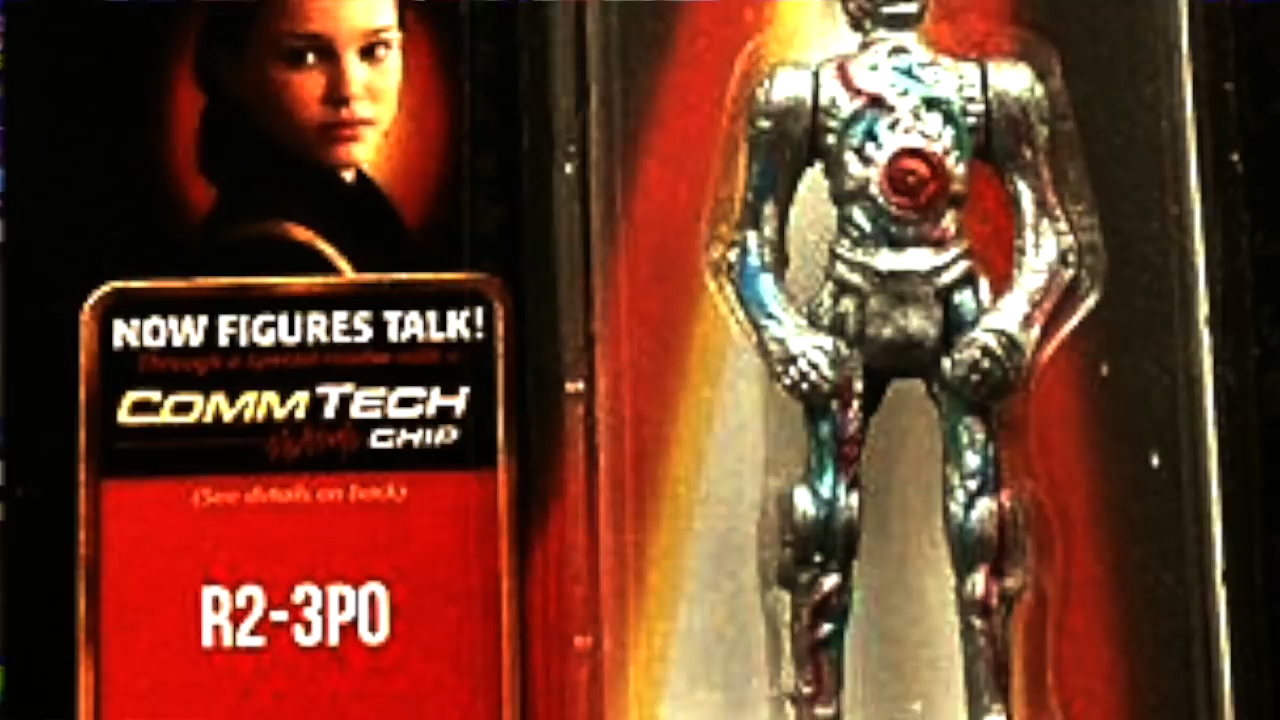 NOW FIGURES TALK!
COMMTECH
CHIP
(See details on back)
R2-3PO